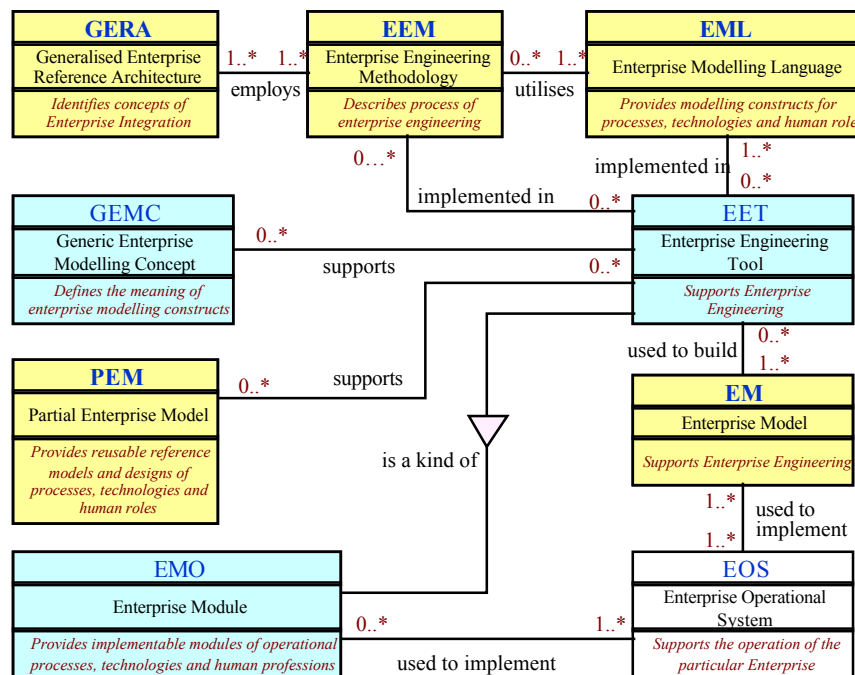 GERA
Generalised Enterprise
Reference Architecture
Identifies concepts of
Enterprise Integration
1..*
1..*
employs
EEM
Enterprise Engineering
Methodology
Describes process of
enterprise engineering
0..*
1..*
utilises
EML
Enterprise Modelling Language
Provides modelling constructs for
processes, technologies and human role
0…*
implemented in
0..*
1..*
implemented in
0..*
GEMC
Generic Enterprise
Modelling Concept
Defines the meaning of
enterprise modelling constructs
0..*
supports
0..*
EET
Enterprise Engineering
Tool
Supports Enterprise
Engineering
0..*
used to build
1..*
PEM
Partial Enterprise Model
Provides reusable reference
models and designs of
processes, technologies and
human roles
0..*
supports
is a kind of
EM
Enterprise Model
Supports Enterprise Engineering
1..*
used to
implement
1..*
EMO
Enterprise Module
Provides implementable modules of operational
processes, technologies and human professions
0..*
1..*
used to implement
EOS
Enterprise Operational
System
Supports the operation of the
particular Enterprise